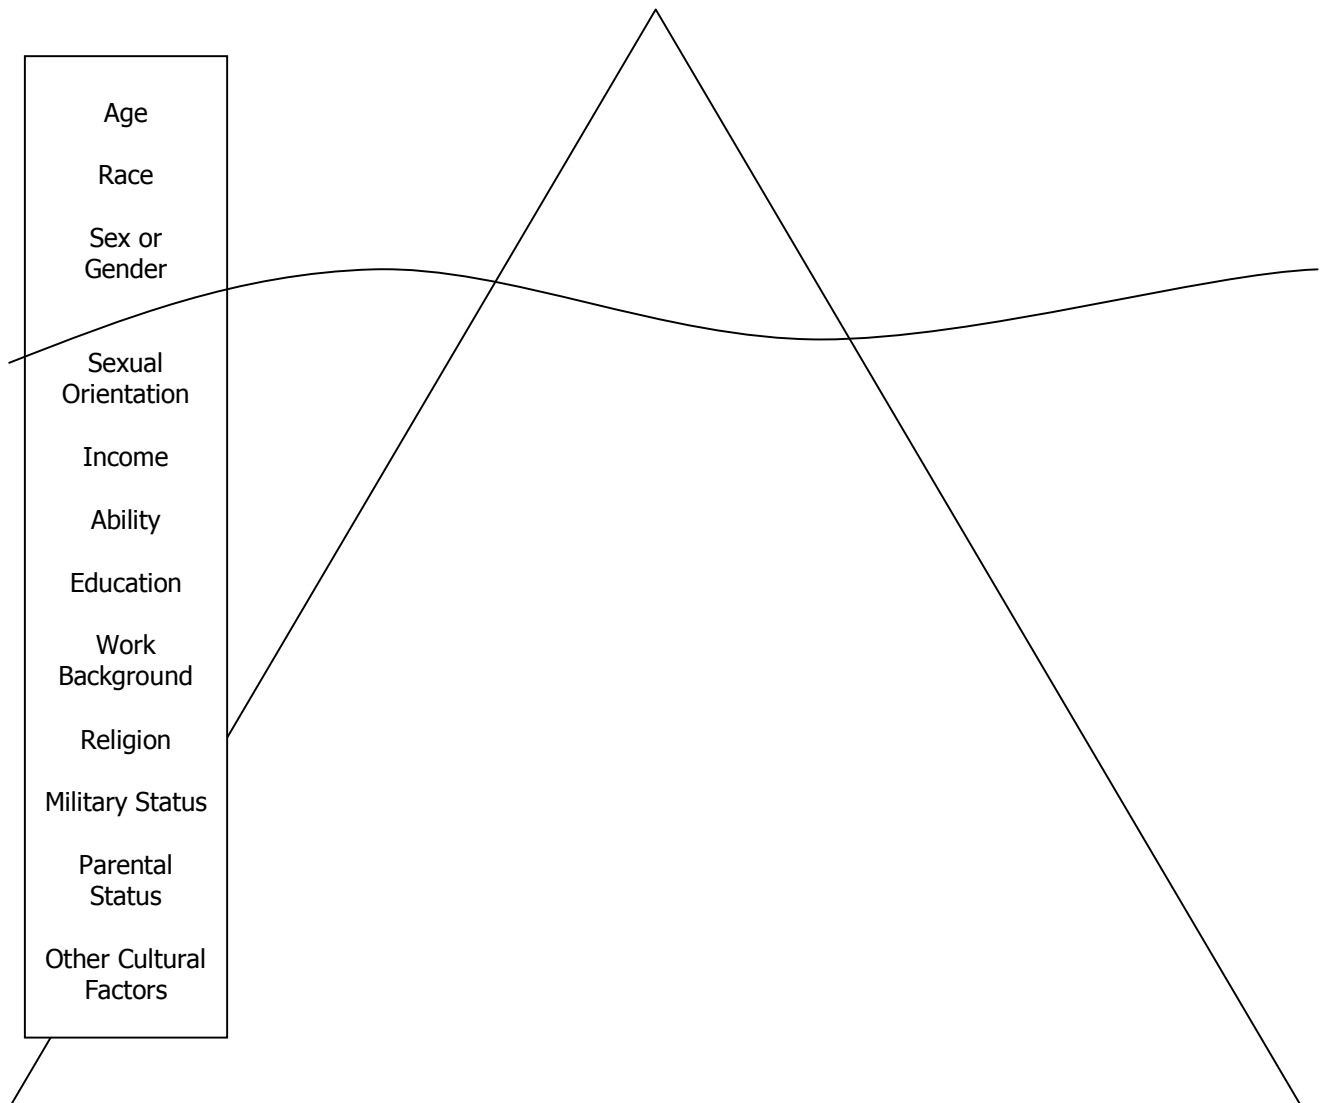 Age
Race
Sex or
Gender
Sexual
Orientation
Income
Ability
Education
Work
Background
Religion
Military Status
Parental
Status
Other Cultural
Factors